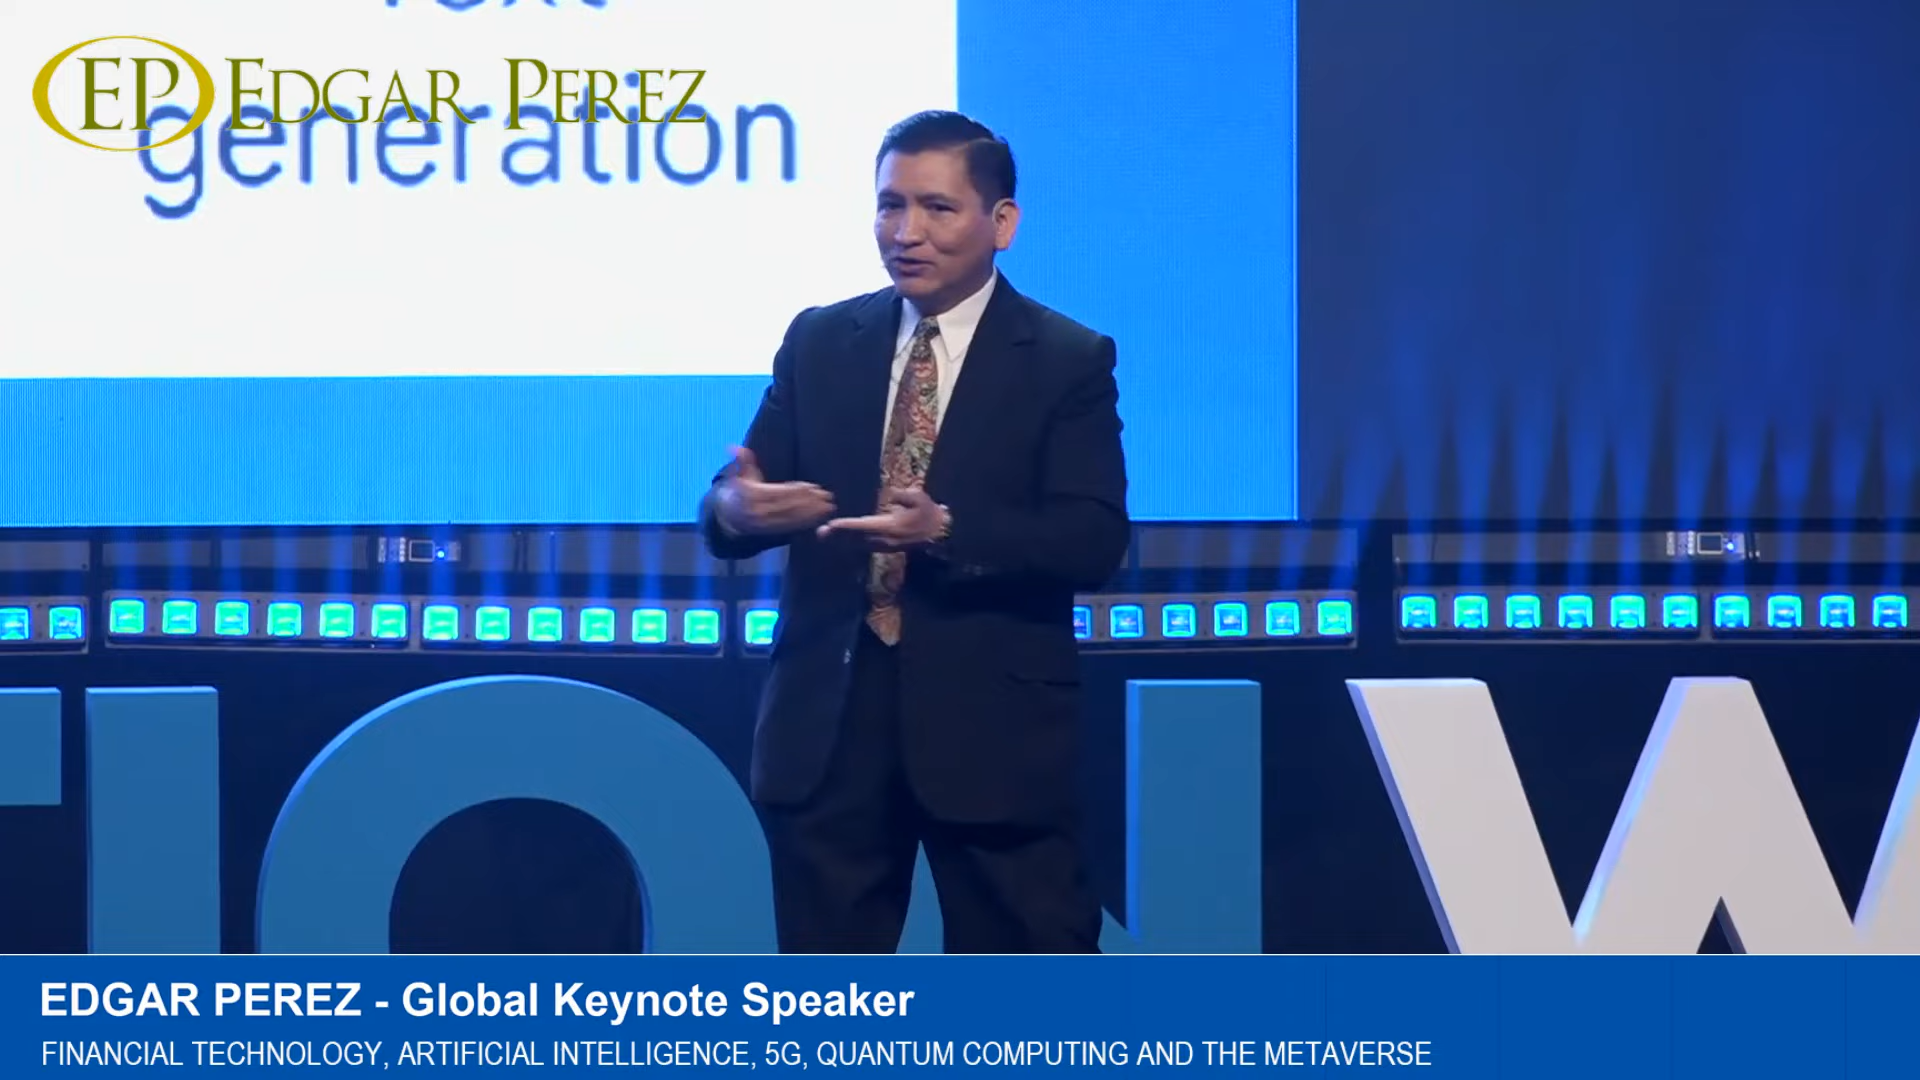 EP EDGAR PEREZ
generation
TION W
EDGAR PEREZ - Global Keynote Speaker
FINANCIAL TECHNOLOGY, ARTIFICIAL INTELLIGENCE, 5G, QUANTUM COMPUTING AND THE METAVERSE